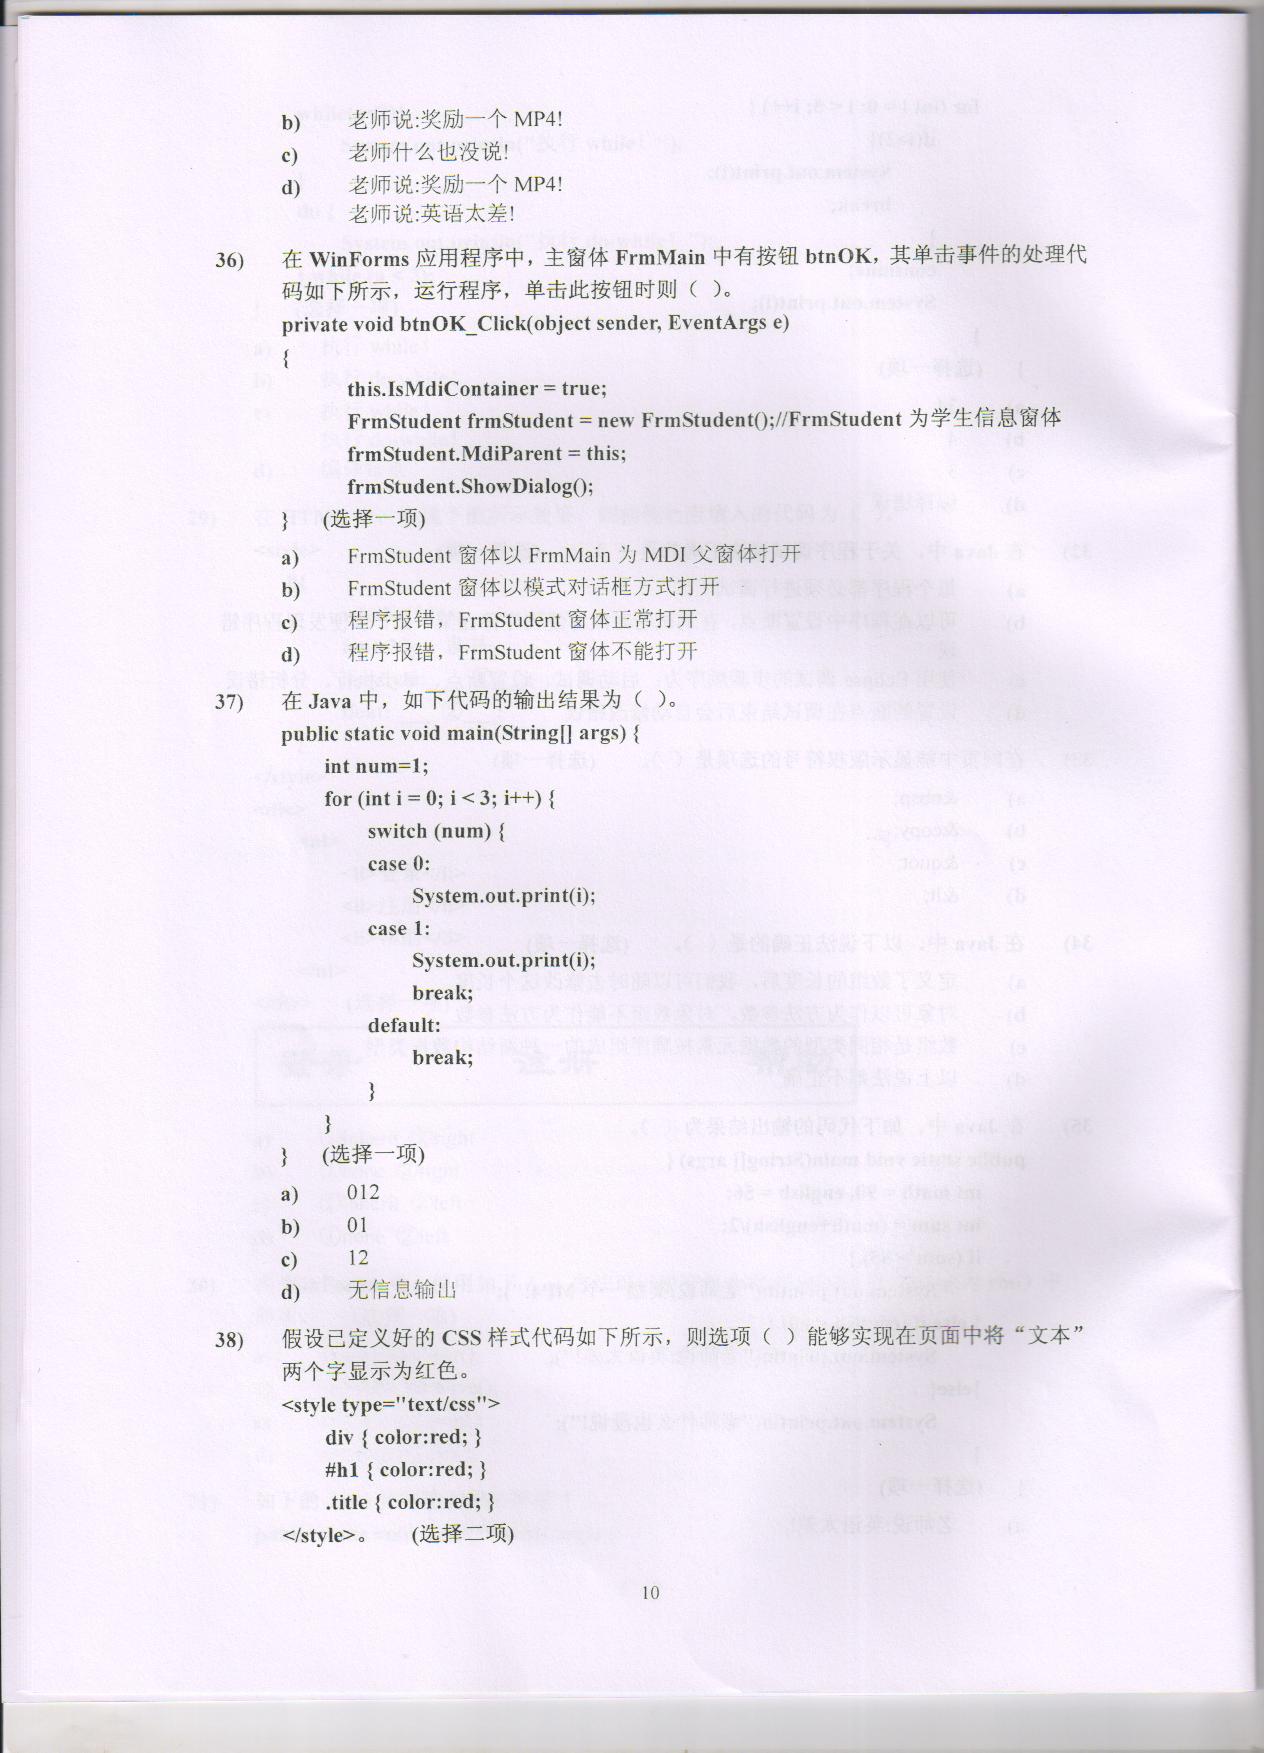 b) 老师说:奖励一个 MP4!
c) 老师什么也没说!
d) 老师说:奖励一个 MP4!
老师说:英语太差!
36) 在 WinForms 应用程序中，主窗体 FrmMain 中有按钮 btnOK，其单击事件的处理代
码如下所示，运行程序，单击此按钮时则（ ）。
private void btnOK_Click(object sender, EventArgs e)
{
this.IsMdiContainer = true;
FrmStudent frmStudent = new FrmStudent();//FrmStudent 为学生信息窗体
frmStudent.MdiParent = this;
frmStudent.ShowDialog();
} (选择一项)
a) FrmStudent 窗体以 FrmMain 为 MDI 父窗体打开
b) FrmStudent 窗体以模式对话框方式打开
c) 程序报错，FrmStudent 窗体正常打开
d) 程序报错，FrmStudent 窗体不能打开
37) 在 Java 中，如下代码的输出结果为（ ）。
public static void main(String[] args) {
int num=1;
for (int i = 0; i < 3; i++) {
switch (num) {
case 0:
System.out.print(i);
case 1:
System.out.print(i);
break;
default:
break;
}
}
} (选择一项)
a) 012
b) 01
c) 12
d) 无信息输出
38) 假设已定义好的 CSS 样式代码如下所示，则选项（ ）能够实现在页面中将“文本”
两个字显示为红色。
<style type="text/css">
div { color:red; }
#h1 { color:red; }
.title { color:red; }
</style>。 (选择二项)
10